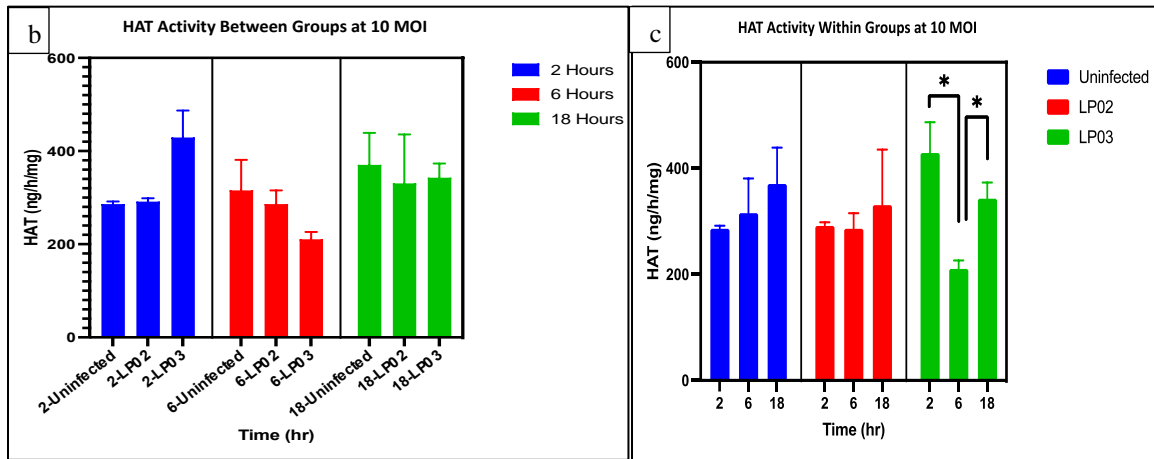 b
HAT Activity Between Groups at 10 MOI
HAT (ng/h/mg)
600
400
200
0
2 Hours
6 Hours
18 Hours
2-Uninfected
2-LP02
2-LP03
6-Uninfected
6-LP02
6-LP03
18-Uninfected
18-LP02
18-LP03
Time (hr)
c
HAT Activity Within Groups at 10 MOI
HAT (ng/h/mg)
600
400
200
0
* *
Uninfected
LP02
LP03
2 6 18 2 6 18 2 6 18
Time (hr)